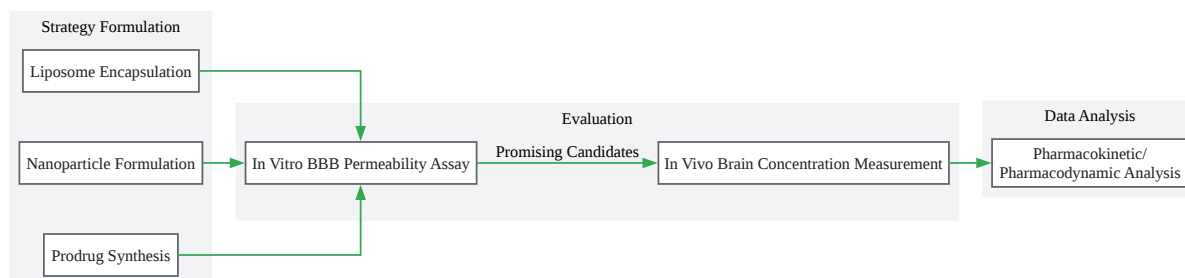 Strategy Formulation
Liposome Encapsulation
Nanoparticle Formulation
Prodrug Synthesis
Evaluation
In Vitro BBB Permeability Assay
Promising Candidates
In Vivo Brain Concentration Measurement
Data Analysis
Pharmacokinetic/
Pharmacodynamic Analysis